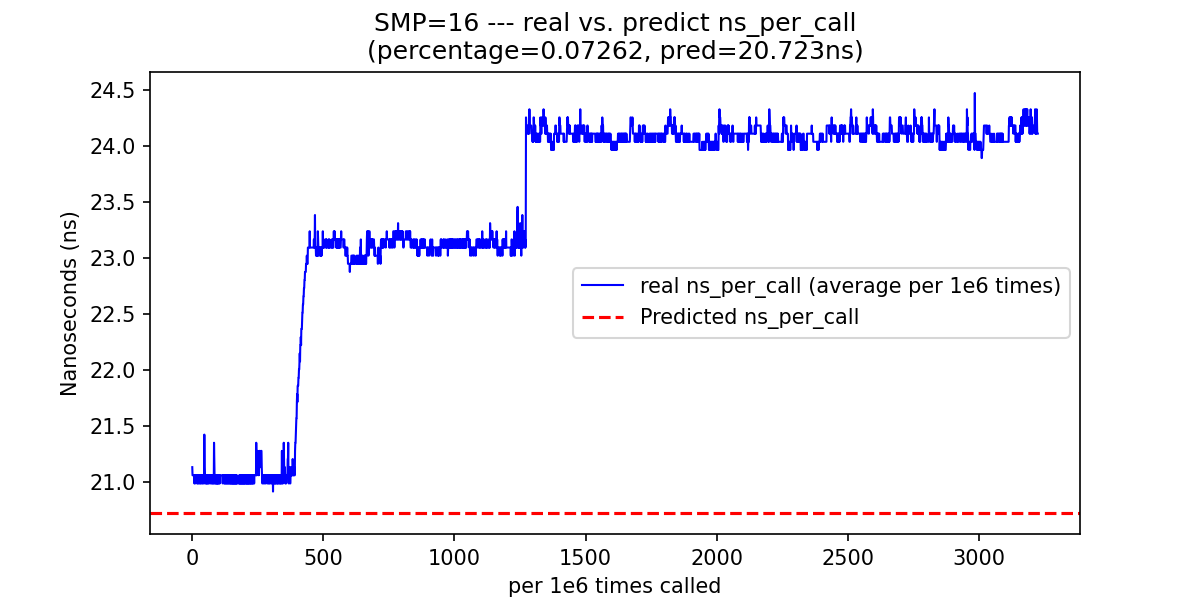 SMP=16 --- real vs. predict ns_per_call
(percentage=0.07262, pred=20.723ns)
Nanoseconds (ns)
24.5
24.0
23.5
23.0
22.5
22.0
21.5
21.0
real ns_per_call (average per 1e6 times)
Predicted ns_per_call
0 500 1000 1500 2000 2500 3000
per 1e6 times called